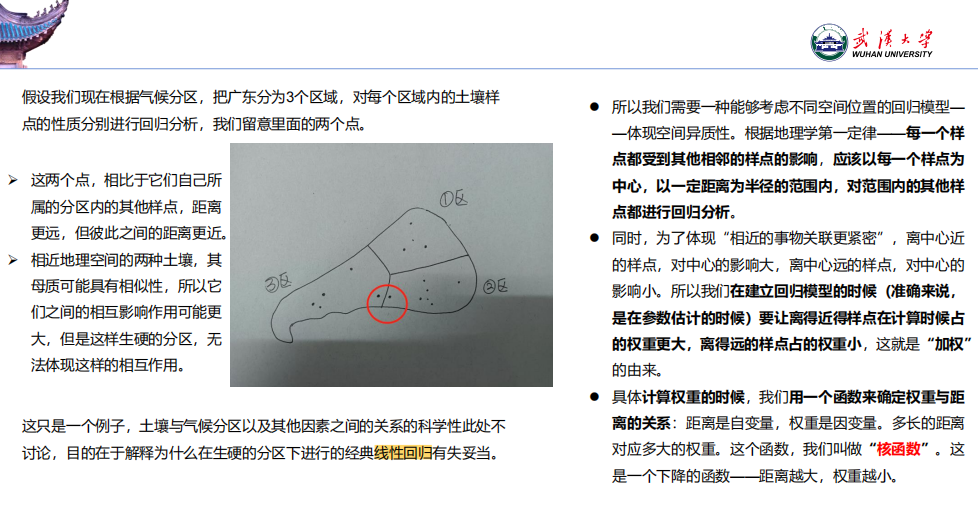 武汉大学
WUHAN UNIVERSITY
假设我们现在根据气候分区，把广东分为3个区域，对每个区域内的土壤样
点的性质分别进行回归分析，我们留意里面的两个点。
➢ 这两个点，相比于它们自己所
属的分区内的其他样点，距离
更远，但彼此之间的距离更近。
➢ 相近地理空间的两种土壤，其
母质可能具有相似性，所以它
们之间的相互影响作用可能更
大，但是这样生硬的分区，无
法体现这样的相互作用。
①区
②区
③区
这只是一个例子，土壤与气候分区以及其他因素之间的关系的科学性此处不
讨论，目的在于解释为什么在生硬的分区下进行的经典线性回归有失妥当。
● 所以我们需要一种能够考虑不同空间位置的回归模型—
—体现空间异质性。根据地理学第一定律——每一个样
点都受到其他相邻的样点的影响，应该以每一个样点为
中心，以一定距离为半径的范围内，对范围内的其他样
点都进行回归分析。
● 同时，为了体现“相近的事物关联更紧密”，离中心近
的样点，对中心的影响大，离中心远的样点，对中心的
影响小。所以我们在建立回归模型的时候（准确来说，
是在参数估计的时候）要让离得近得样点在计算时候占
的权重更大，离得远的样点占的权重小，这就是“加权”
的由来。
● 具体计算权重的时候，我们用一个函数来确定权重与距
离的关系：距离是自变量，权重是因变量。多长的距离
对应多大的权重。这个函数，我们叫做“核函数”。这
是一个下降的函数——距离越大，权重越小。